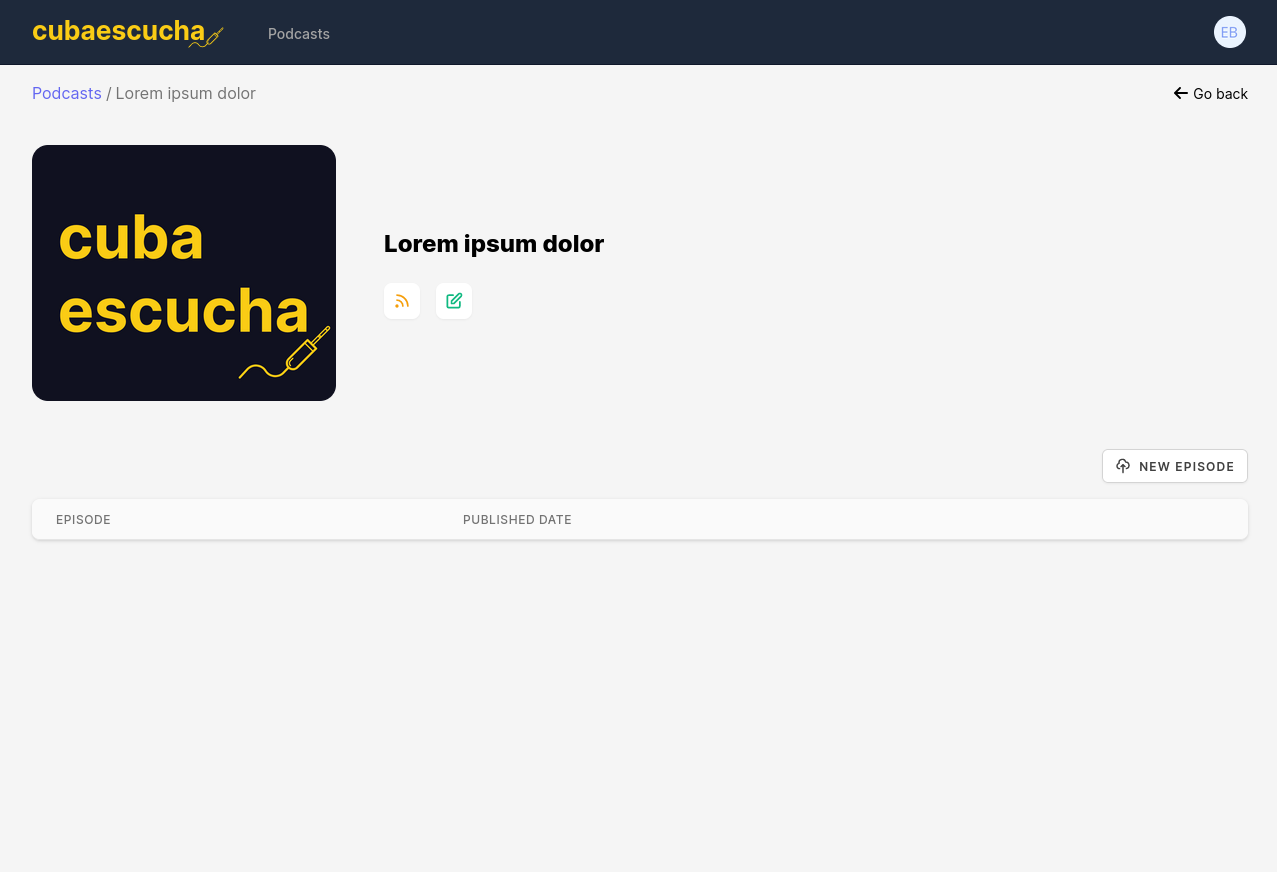 cubaescucha
Podcasts
EB
Podcasts / Lorem ipsum dolor
Go back
cuba
escucha
Lorem ipsum dolor
NEW EPISODE
EPISODE
PUBLISHED DATE